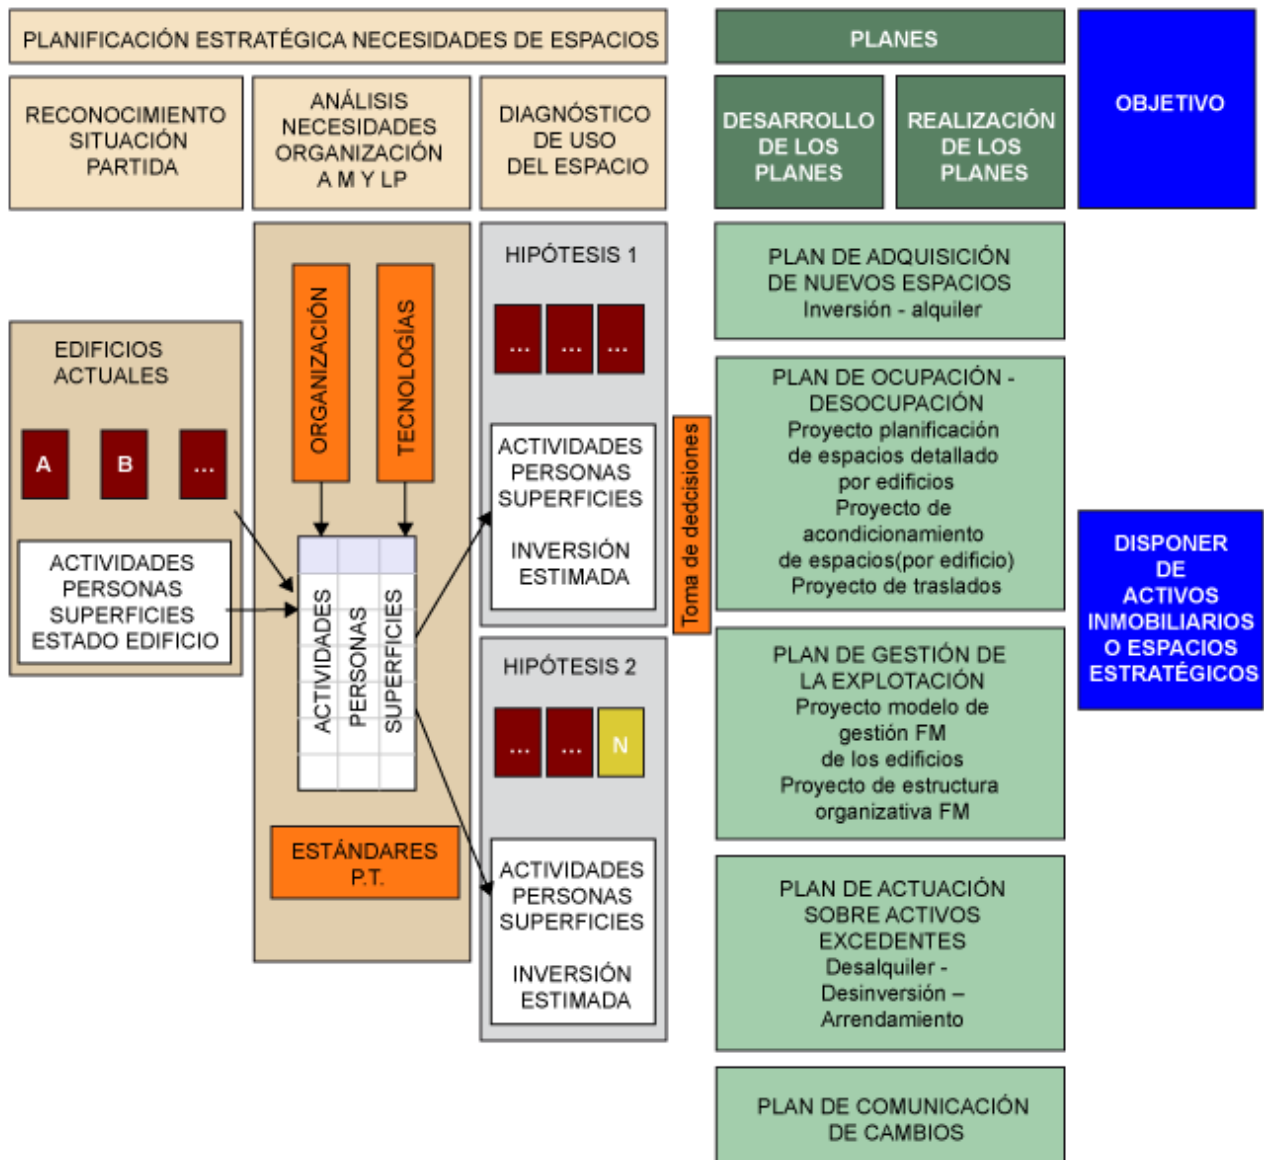 PLANIFICACIÓN ESTRATÉGICA NECESIDADES DE ESPACIOS
RECONOCIMIENTO
SITUACIÓN
PARTIDA
ANÁLISIS
NECESIDADES
ORGANIZACIÓN
A M Y LP
DIAGNÓSTICO
DE USO
DEL ESPACIO
PLANES
DESARROLLO
DE LOS
PLANES
REALIZACIÓN
DE LOS
PLANES
OBJETIVO
EDIFICIOS
ACTUALES
A
B
...
ACTIVIDADES
PERSONAS
SUPERFICIES
ESTADO EDIFICIO
ORGANIZACIÓN
TECNOLOGÍAS
ACTIVIDADES
PERSONAS
SUPERFICIES
ESTÁNDARES
P.T.
HIPÓTESIS 1
...
...
...
ACTIVIDADES
PERSONAS
SUPERFICIES
INVERSIÓN
ESTIMADA
HIPÓTESIS 2
...
...
N
ACTIVIDADES
PERSONAS
SUPERFICIES
INVERSIÓN
ESTIMADA
Toma de dedcisiones
PLAN DE ADQUISICIÓN
DE NUEVOS ESPACIOS
Inversión - alquiler
PLAN DE OCUPACIÓN -
DESOCUPACIÓN
Proyecto planificación
de espacios detallado
por edificios
Proyecto de
acondicionamiento
de espacios(por edificio)
Proyecto de traslados
PLAN DE GESTIÓN DE
LA EXPLOTACIÓN
Proyecto modelo de
gestión FM
de los edificios
Proyecto de estructura
organizativa FM
PLAN DE ACTUACIÓN
SOBRE ACTIVOS
EXCEDENTES
Desalquiler -
Desinversión –
Arrendamiento
PLAN DE COMUNICACIÓN
DE CAMBIOS
DISPONER
DE
ACTIVOS
INMOBILIARIOS
O ESPACIOS
ESTRATÉGICOS